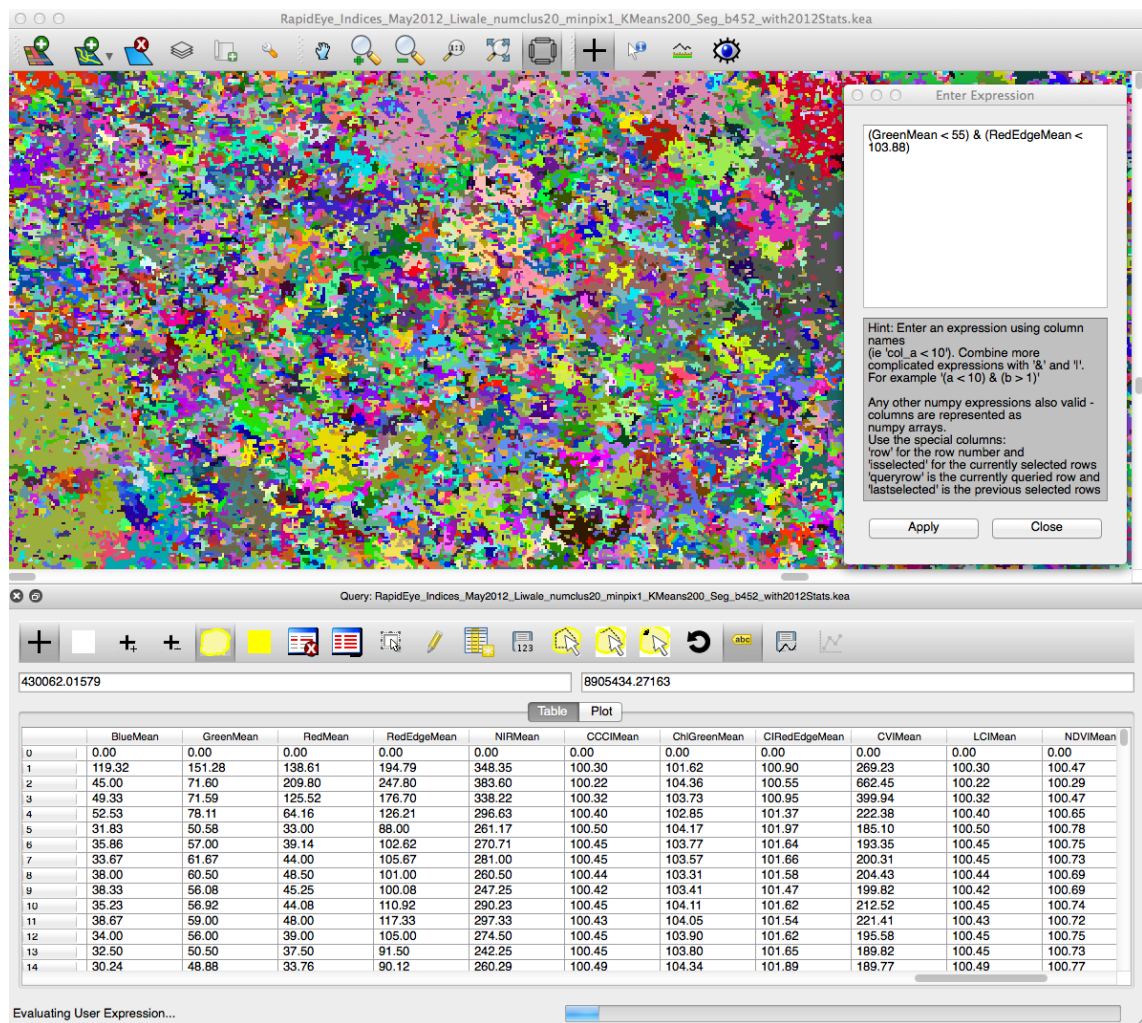 RapidEye_Indices_May2012_Liwale_numclus20_minpix1_KMeans200_Seg_b452_with2012Stats.kea
1:1
Enter Expression
(GreenMean < 55) & (RedEdgeMean <
103.88)
Hint: Enter an expression using column
names
(ie 'col_a < 10'). Combine more
complicated expressions with '&' and '|'.
For example '(a < 10) & (b > 1)'
Any other numpy expressions also valid -
columns are represented as
numpy arrays.
Use the special columns:
'row' for the row number and
'isselected' for the currently selected rows
'queryrow' is the currently queried row and
'lastselected' is the previous selected rows
Apply Close
Query: RapidEye_Indices_May2012_Liwale_numclus20_minpix1_KMeans200_Seg_b452_with2012Stats.kea
123 abc
430062.01579 8905434.27163
Table Plot
BlueMean GreenMean RedMean RedEdgeMean NIRMean CCCIMean ChlGreenMean CIRedEdgeMean CVIMean LCIMean NDVIMean
0 0.00 0.00 0.00 0.00 0.00 0.00 0.00 0.00 0.00 0.00 0.00
1 119.32 151.28 138.61 194.79 348.35 100.30 101.62 100.90 269.23 100.30 100.47
2 45.00 71.60 209.80 247.80 383.60 100.22 104.36 100.55 662.45 100.22 100.29
3 49.33 71.59 125.52 176.70 338.22 100.32 103.73 100.95 399.94 100.32 100.47
4 52.53 78.11 64.16 126.21 296.63 100.40 102.85 101.37 222.38 100.40 100.65
5 31.83 50.58 33.00 88.00 261.17 100.50 104.17 101.97 185.10 100.50 100.78
6 35.86 57.00 39.14 102.62 270.71 100.45 103.77 101.64 193.35 100.45 100.75
7 33.67 61.67 44.00 105.67 281.00 100.45 103.57 101.66 200.31 100.45 100.73
8 38.00 60.50 48.50 101.00 260.50 100.44 103.31 101.58 204.43 100.44 100.69
9 38.33 56.08 45.25 100.08 247.25 100.42 103.41 101.47 199.82 100.42 100.69
10 35.23 56.92 44.08 110.92 290.23 100.45 104.11 101.62 212.52 100.45 100.74
11 38.67 59.00 48.00 117.33 297.33 100.43 104.05 101.54 221.41 100.43 100.72
12 34.00 56.00 39.00 105.00 274.50 100.45 103.90 101.62 195.58 100.45 100.75
13 32.50 50.50 37.50 91.50 242.25 100.45 103.80 101.65 189.82 100.45 100.73
14 30.24 48.88 33.76 90.12 260.29 100.49 104.34 101.89 189.77 100.49 100.77
Evaluating User Expression...